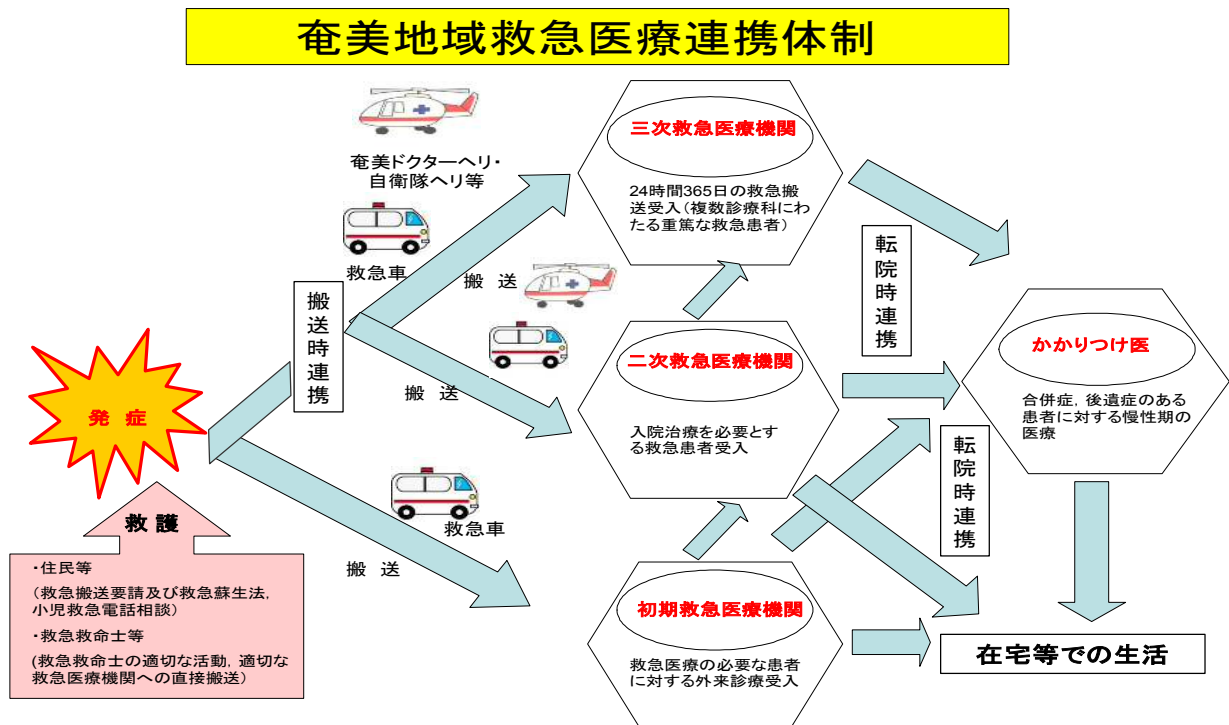 奄美地域救急医療連携体制
奄美ドクターヘリ・
自衛隊ヘリ等
救急車
搬 送
搬送時連携
搬 送
発 症
救急車
搬 送
救 護
・住民等
（救急搬送要請及び救急蘇生法,
小児救急電話相談）
・救急救命士等
(救急救命士の適切な活動, 適切な
救急医療機関への直接搬送）
三次救急医療機関
24時間365日の救急搬
送受入（複数診療科にわ
たる重篤な救急患者）
二次救急医療機関
入院治療を必要とす
る救急患者受入
初期救急医療機関
救急医療の必要な患者
に対する外来診療受入
転院時連携
転院時連携
かかりつけ医
合併症, 後遺症のある
患者に対する慢性期の
医療
在宅等での生活